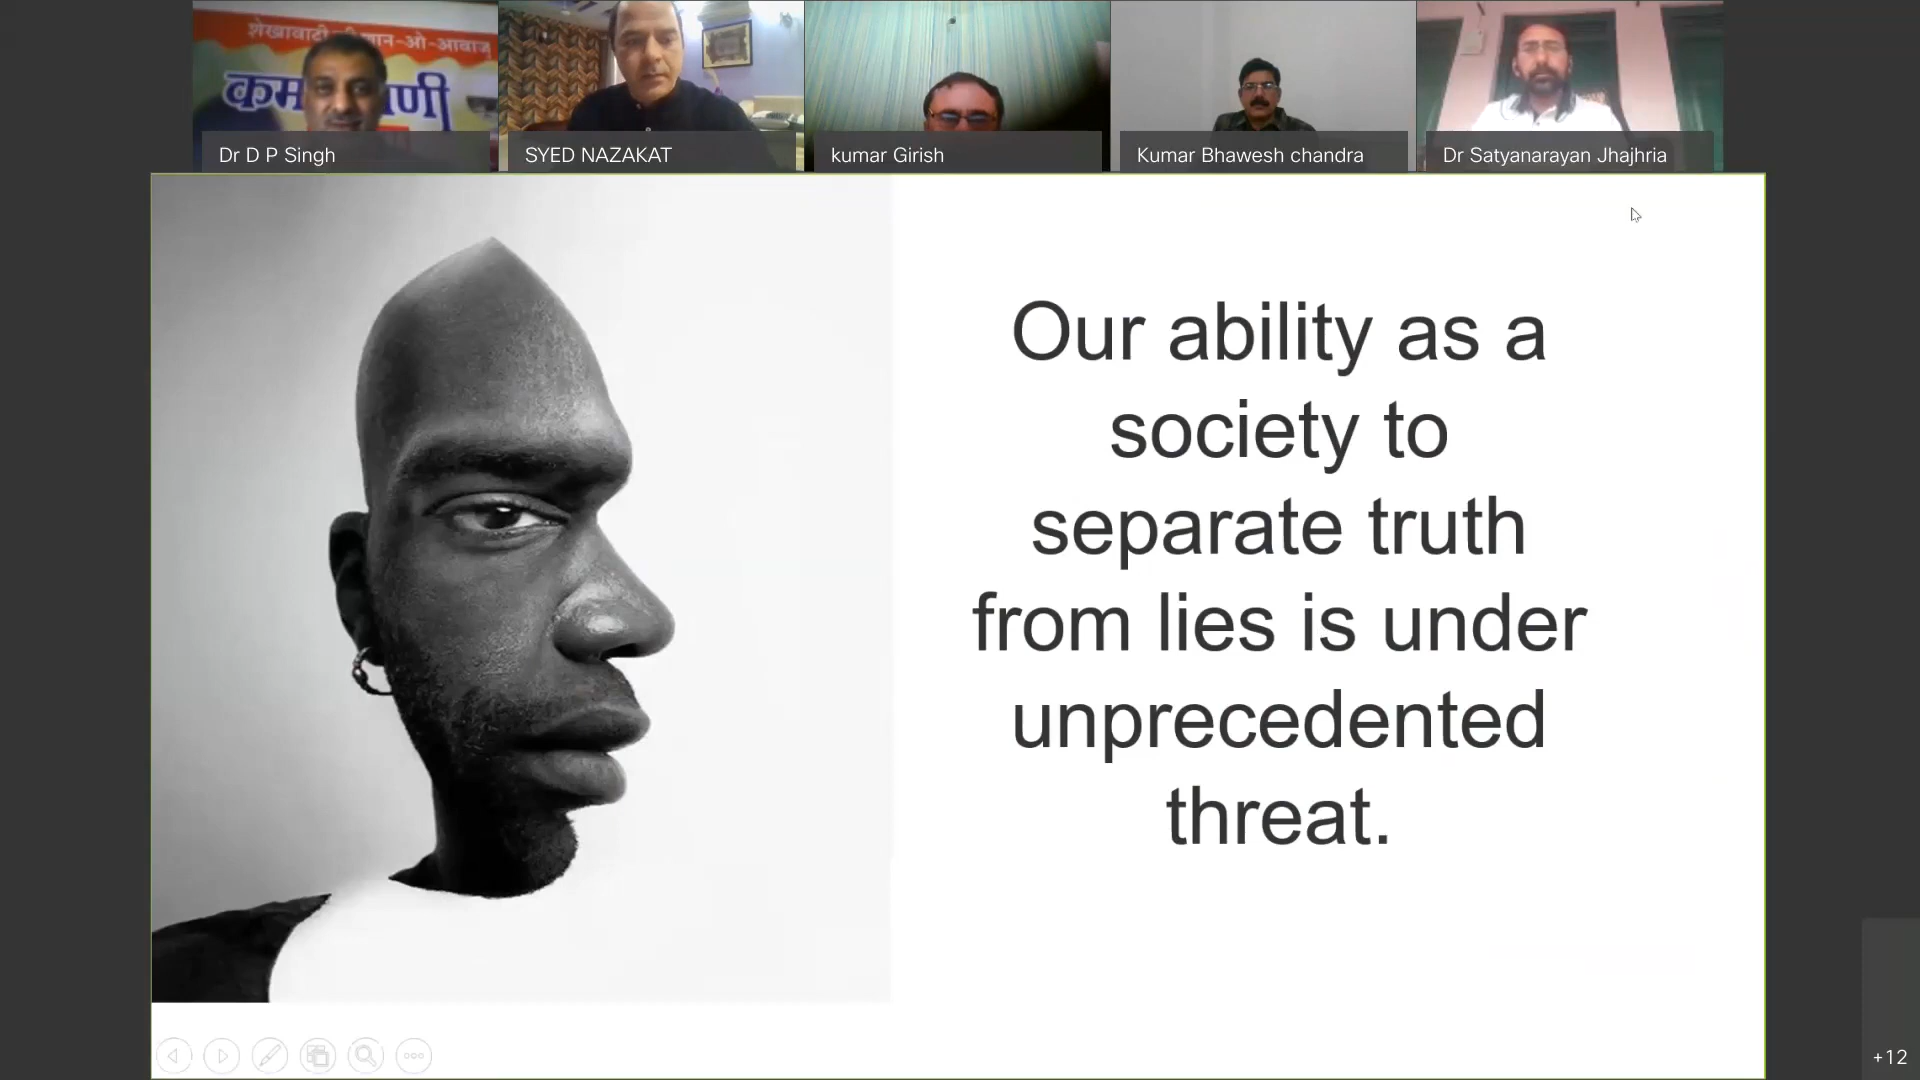 शेखावाटी की शान-ओ-आवाज
Dr D P Singh
SYED NAZAKAT
kumar Girish
Kumar Bhawesh chandra
Dr Satyanarayan Jhajhria
Our ability as a
society to
separate truth
from lies is under
unprecedented
threat.
+12